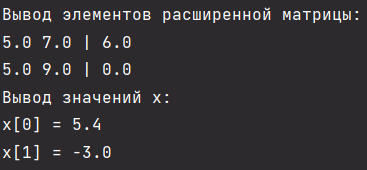 Вывод элементов расширенной матрицы:
5.0 7.0 | 6.0
5.0 9.0 | 0.0
Вывод значений x:
x[0] = 5.4
x[1] = -3.0